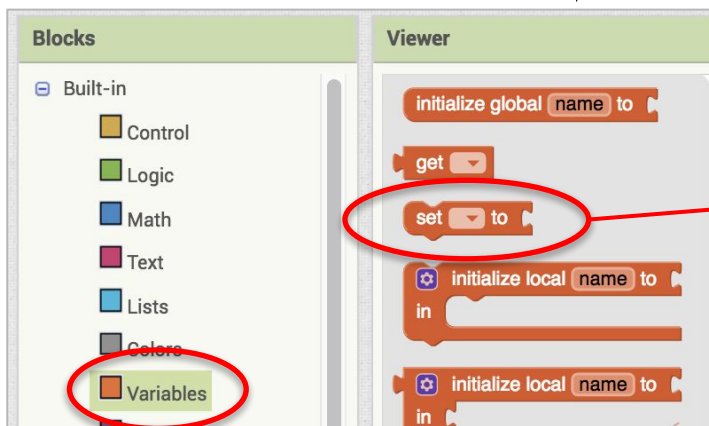 Blocks
Viewer
Built-in
Control
Logic
Math
Text
Lists
Colors
Variables
initialize global name to
get
set to
initialize local name to
in
initialize local name to
in